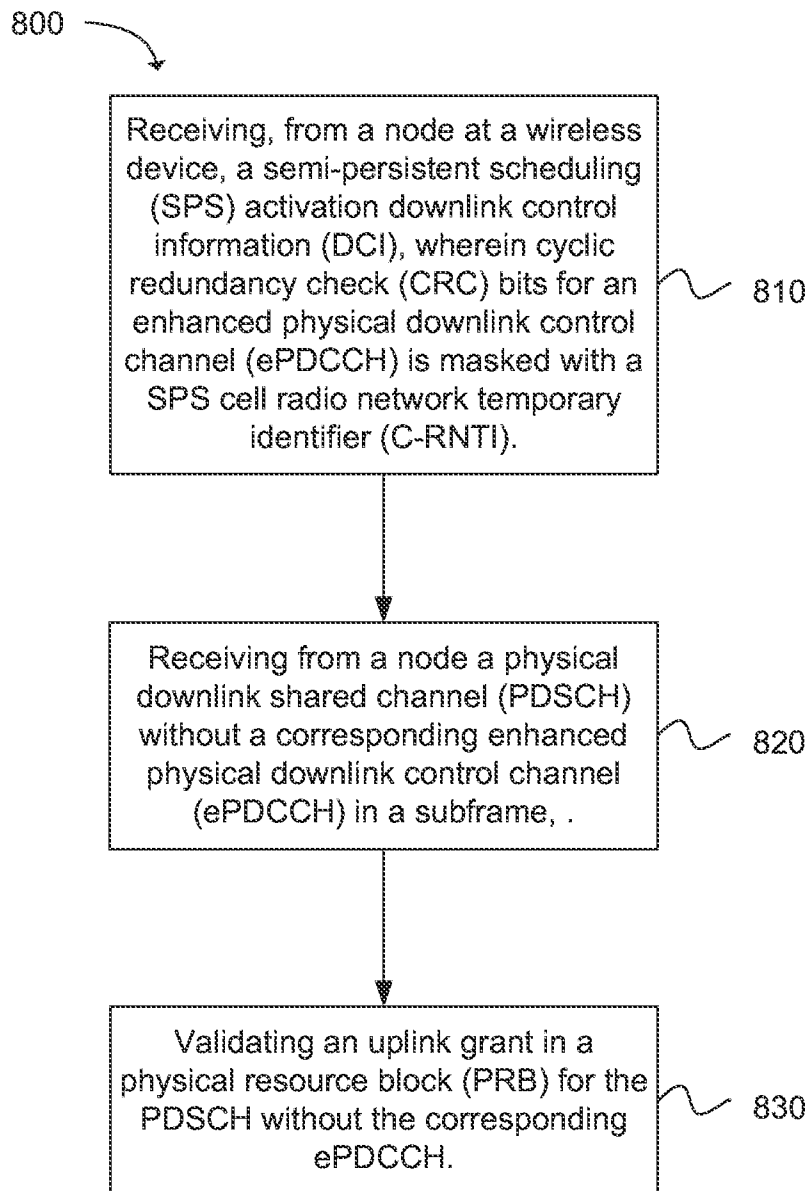 800
Receiving, from a node at a wireless
device, a semi-persistent scheduling
(SPS) activation downlink control
information (DCI), wherein cyclic
redundancy check (CRC) bits for an
enhanced physical downlink control
channel (ePDCCH) is masked with a
SPS cell radio network temporary
identifier (C-RNTI).
810
Receiving from a node a physical
downlink shared channel (PDSCH)
without a corresponding enhanced
physical downlink control channel
(ePDCCH) in a subframe, .
820
Validating an uplink grant in a
physical resource block (PRB) for the
PDSCH without the corresponding
ePDCCH.
830